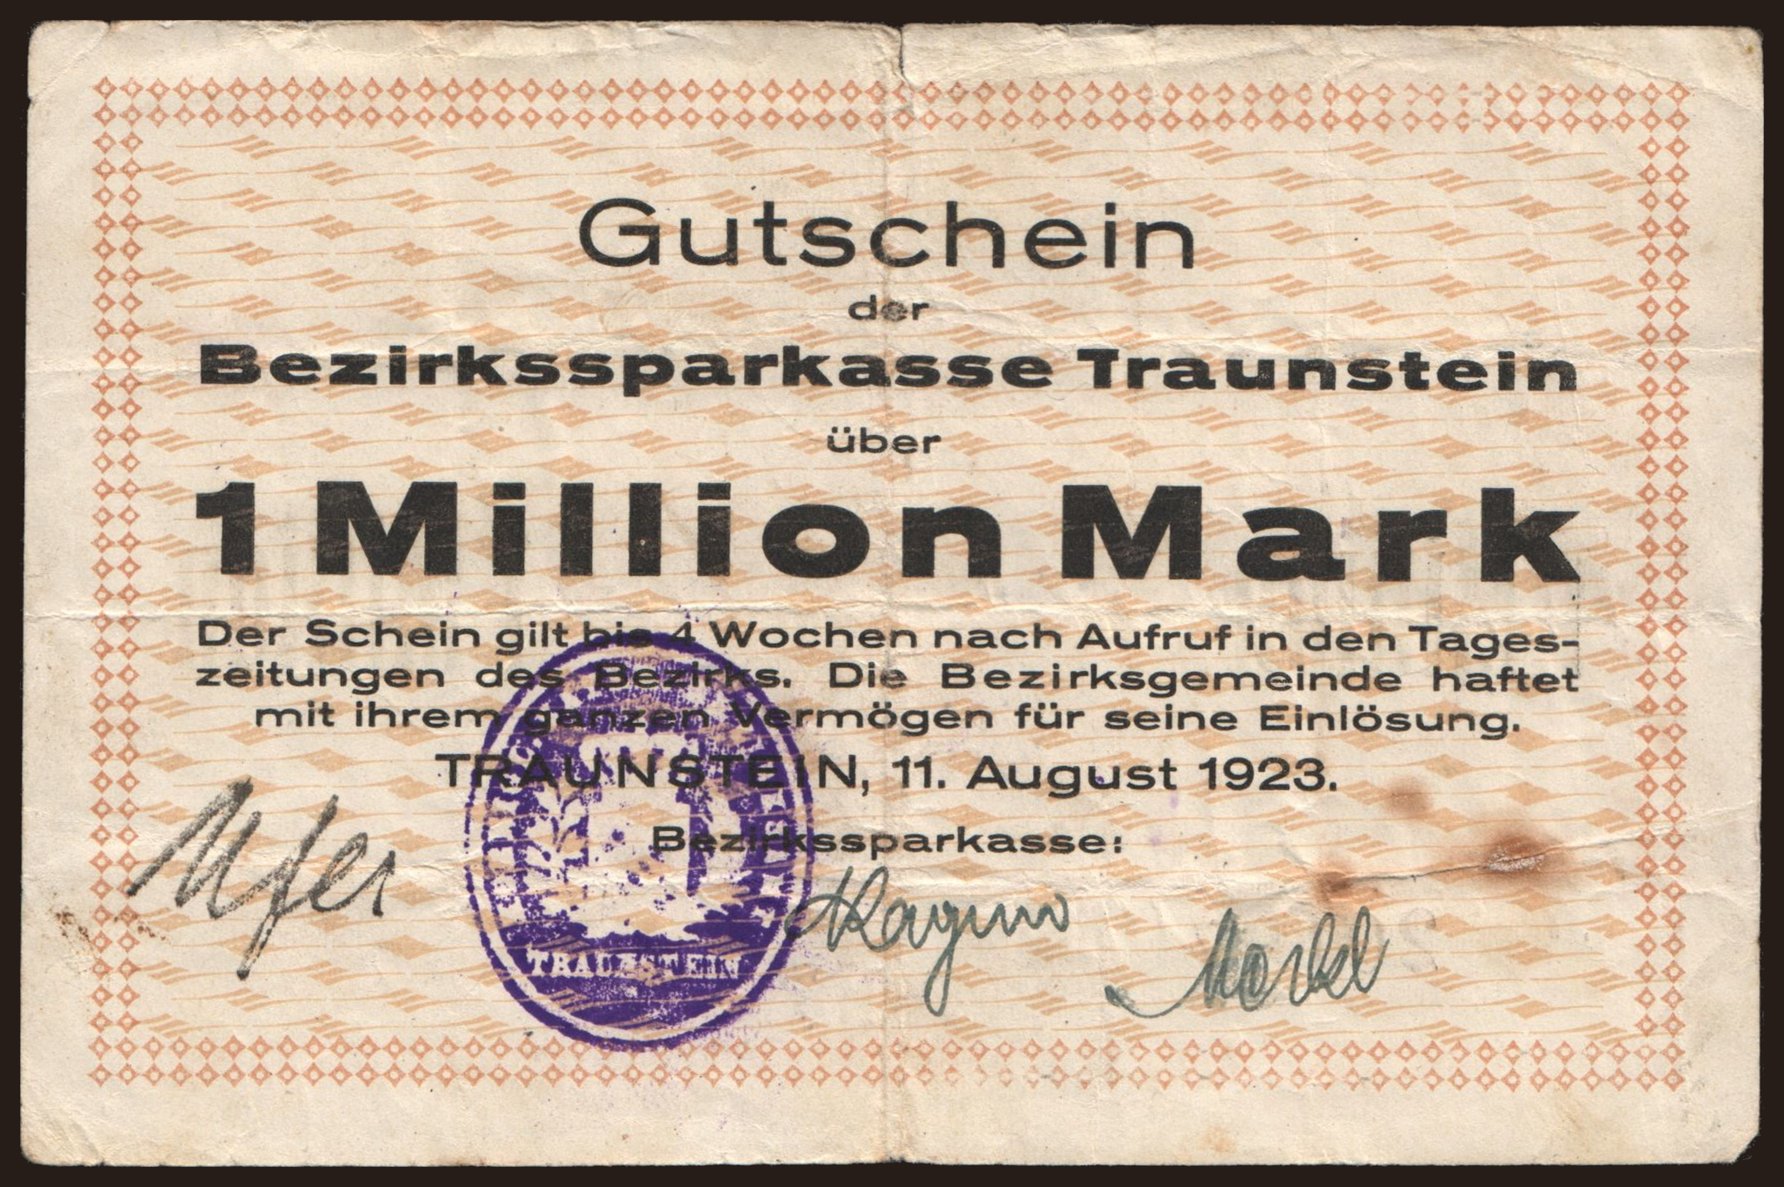 Gutschein
der
Bezirkssparkasse Traunstein
über
1 Million Mark
Der Schein gilt bis 4 Wochen nach Aufruf in den Tages-
zeitungen des Bezirks. Die Bezirksgemeinde haftet
mit ihrem ganzen Vermögen für seine Einlösung.
TRAUNSTEIN, 11. August 1923.
Bezirkssparkasse:
TRAUNSTEIN